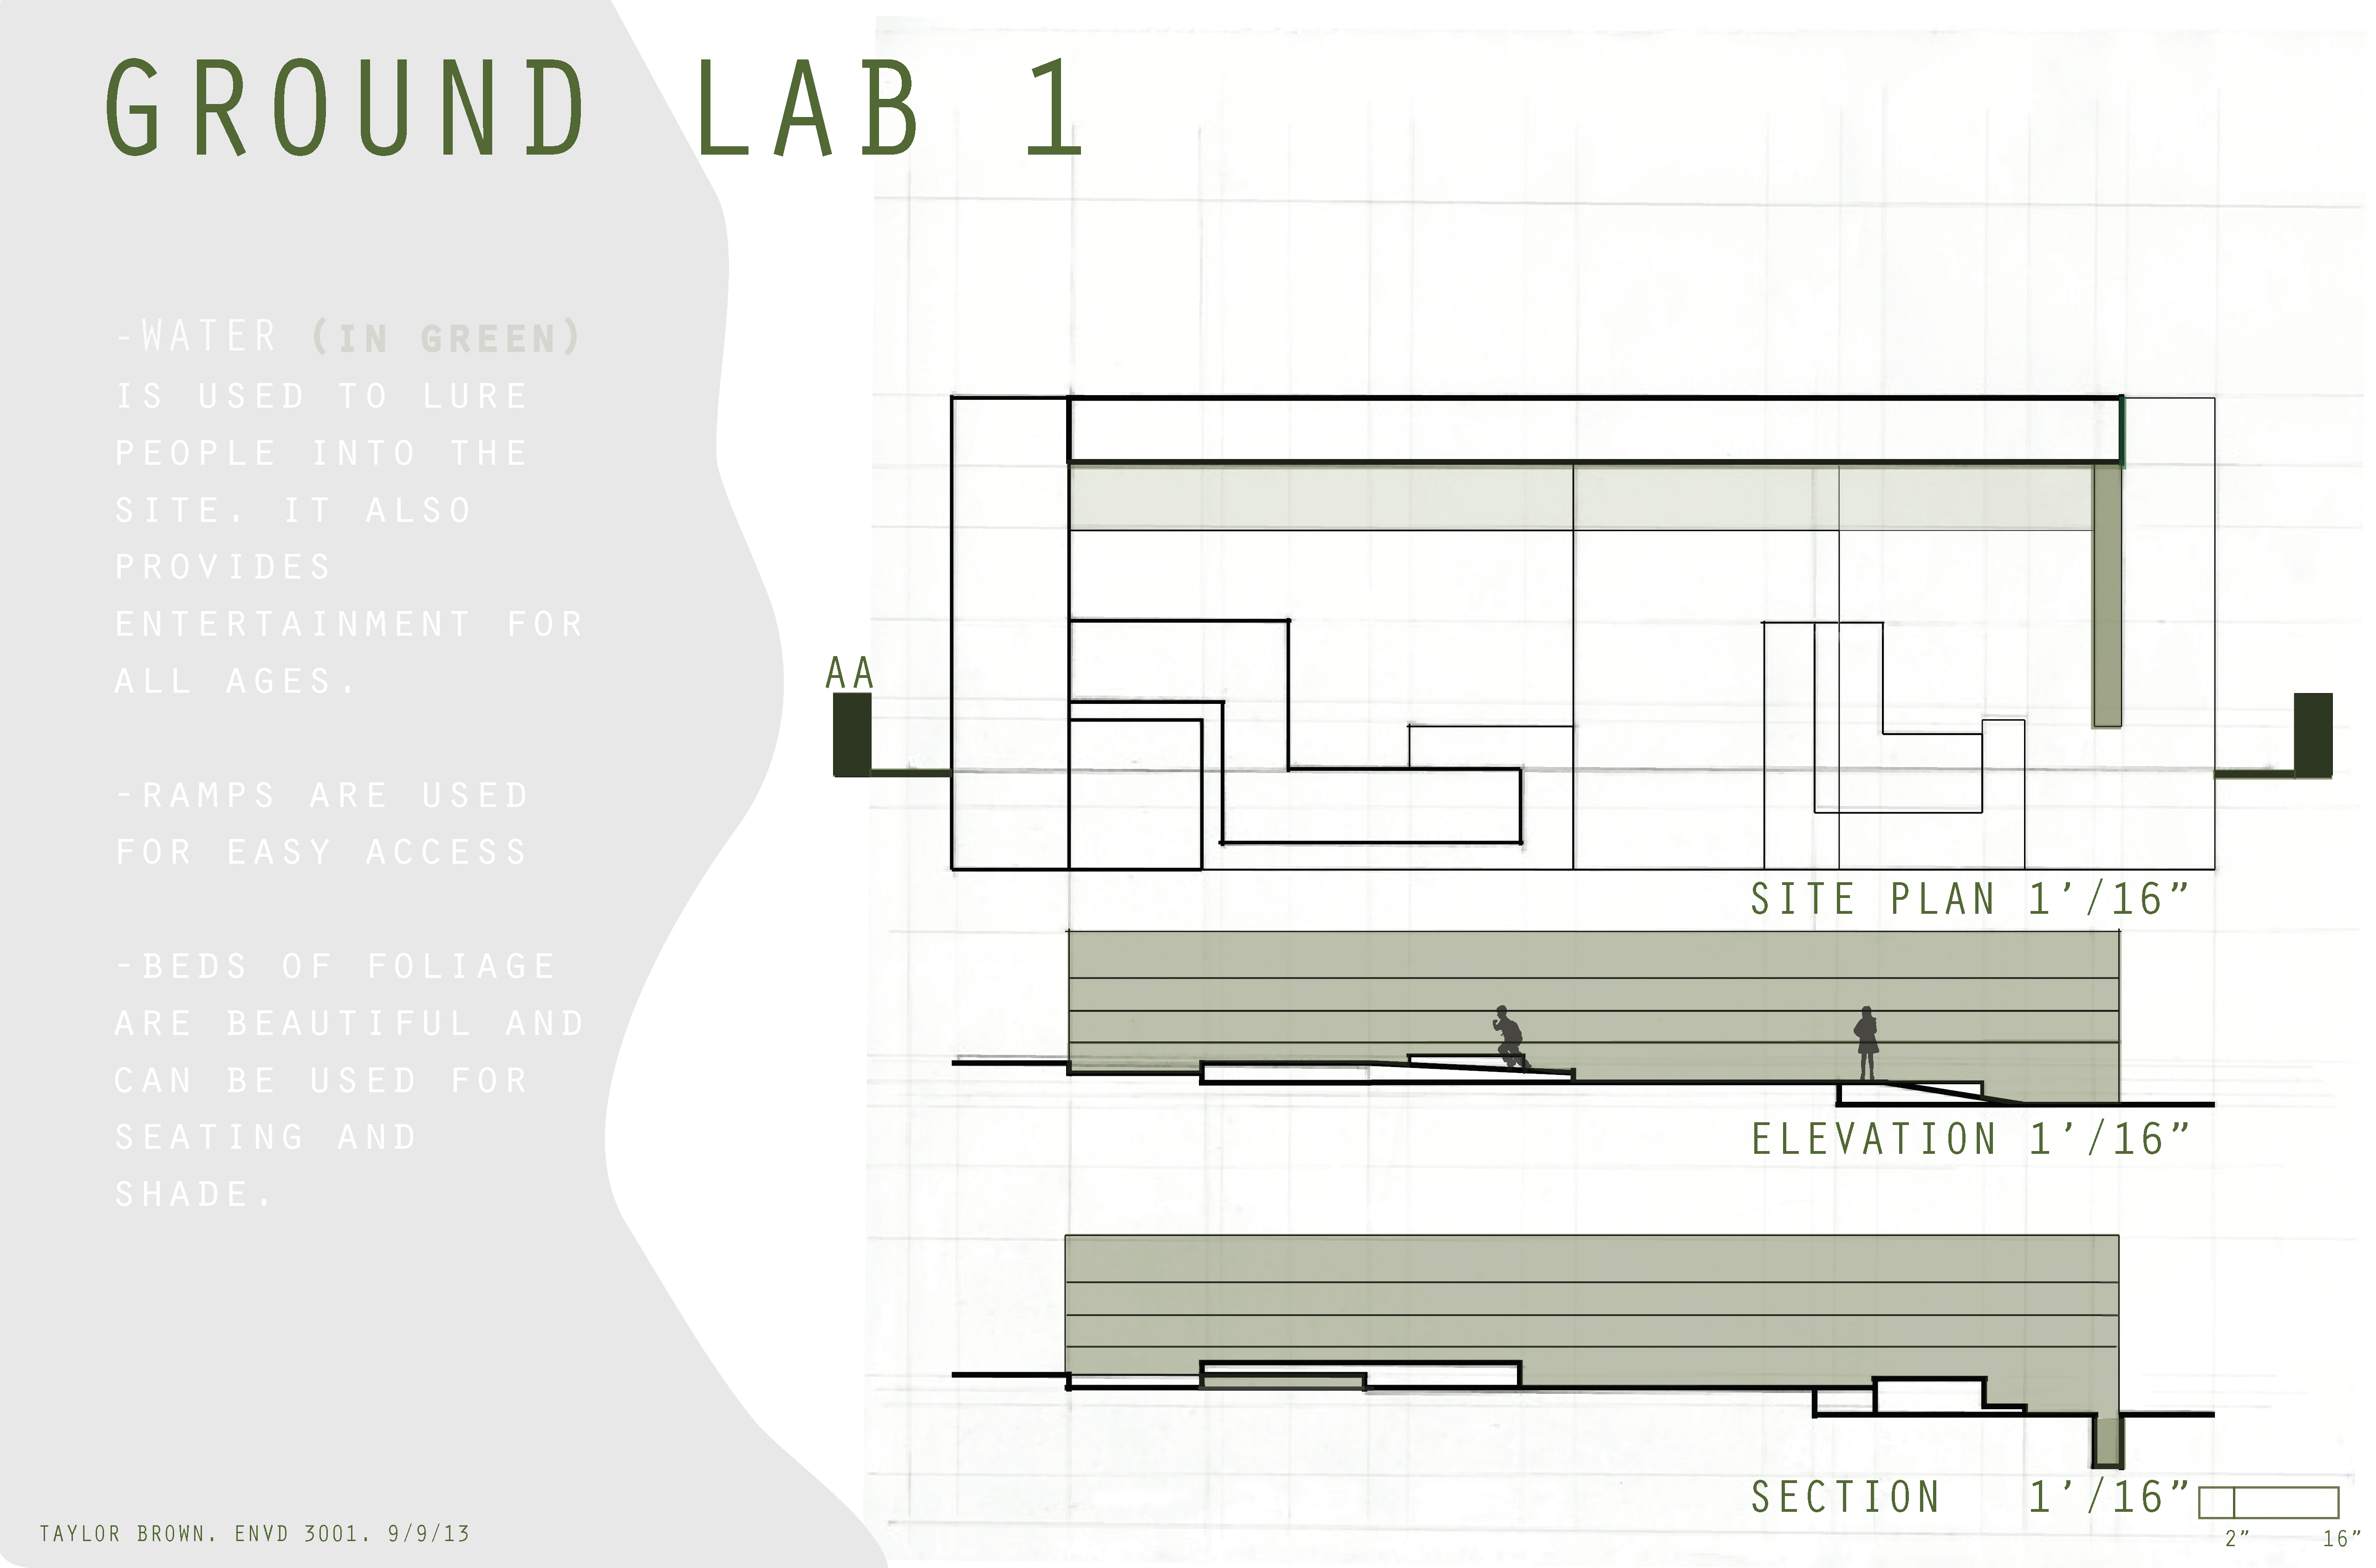 GROUND LAB 1
-WATER (IN GREEN)
IS USED TO LURE
PEOPLE INTO THE
SITE. IT ALSO
PROVIDES
ENTERTAINMENT FOR
ALL AGES.
-RAMPS ARE USED
FOR EASY ACCESS
-BEDS OF FOLIAGE
ARE BEAUTIFUL AND
CAN BE USED FOR
SEATING AND
SHADE.
TAYLOR BROWN. ENVD 3001. 9/9/13
AA
SITE PLAN 1’/16”
ELEVATION 1’/16”
SECTION 1’/16”
2” 16”